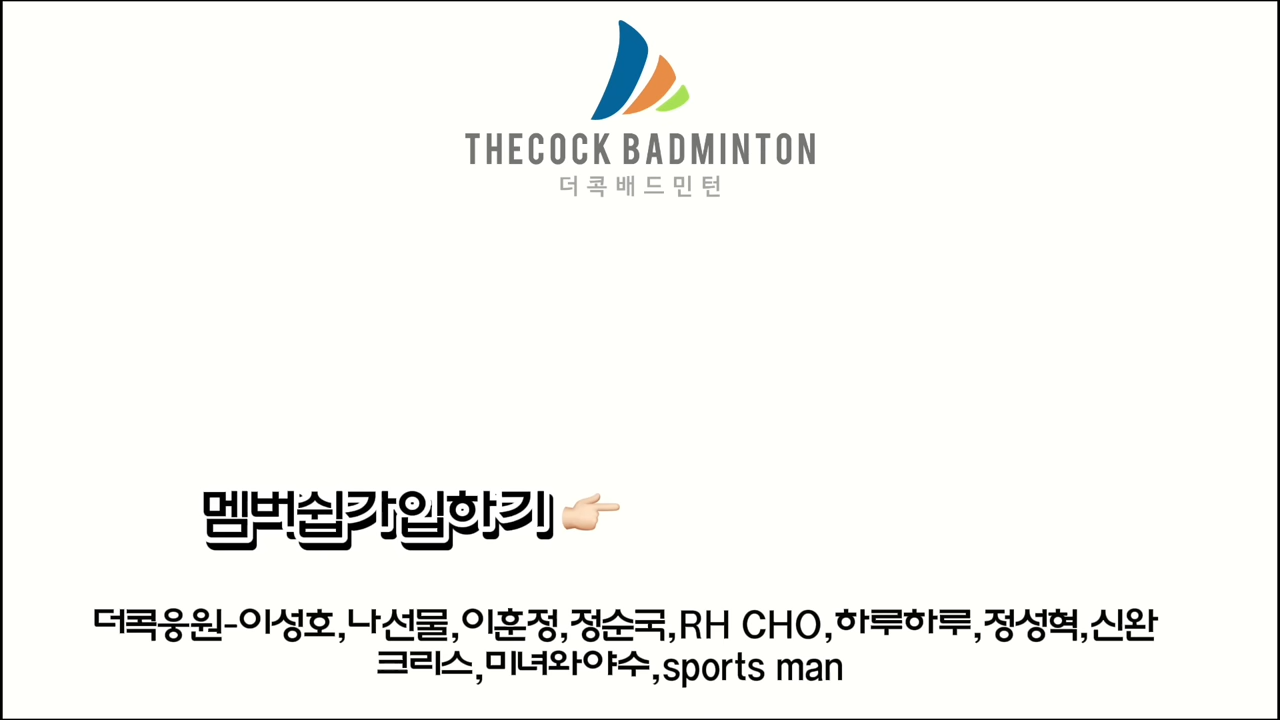 THECOCK BADMINTON
더콕배드민턴
멤버쉽가입하기
더콕응원-이성호,나선물,이훈정,정순국,RH CHO,하루하루,정성혁,신완
크리스,미녀와야수,sports man